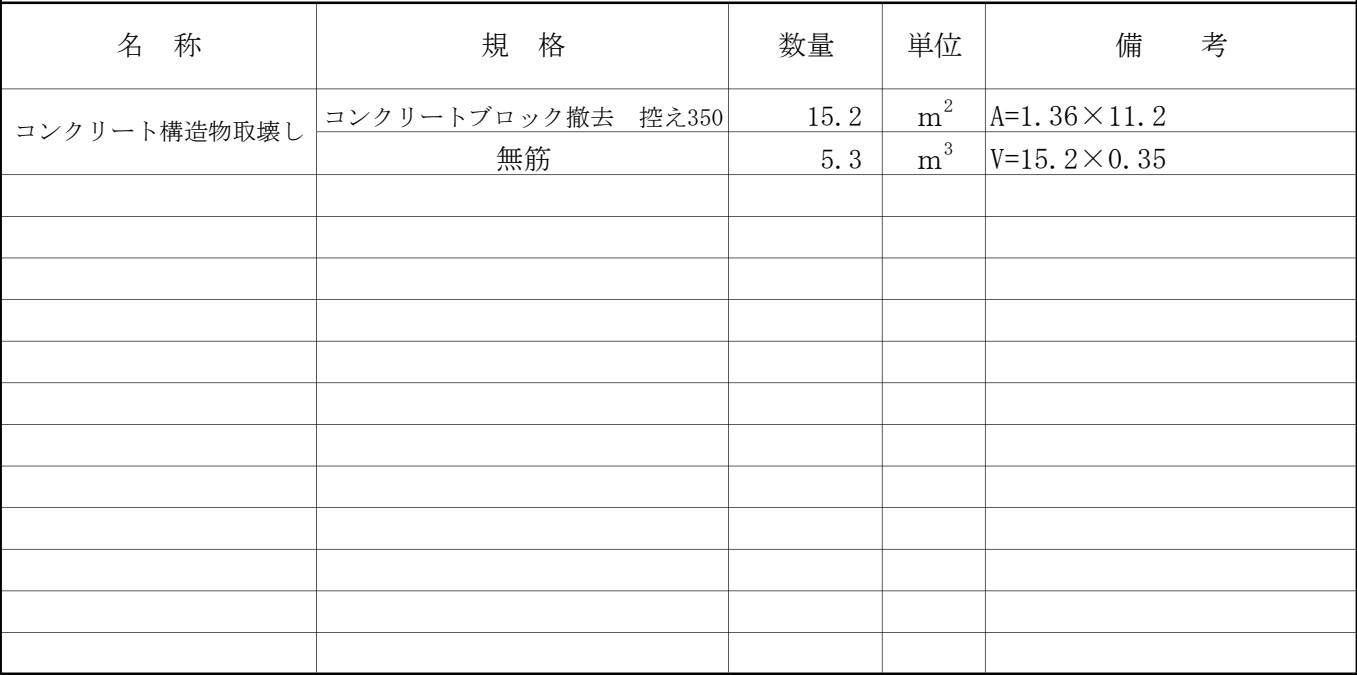 名　称　規　格　数量　単位　備　　考
コンクリート構造物取壊し　コンクリートブロック撤去　控え350　15.2　m²　A=1.36×11.2
無筋　5.3　m³　V=15.2×0.35